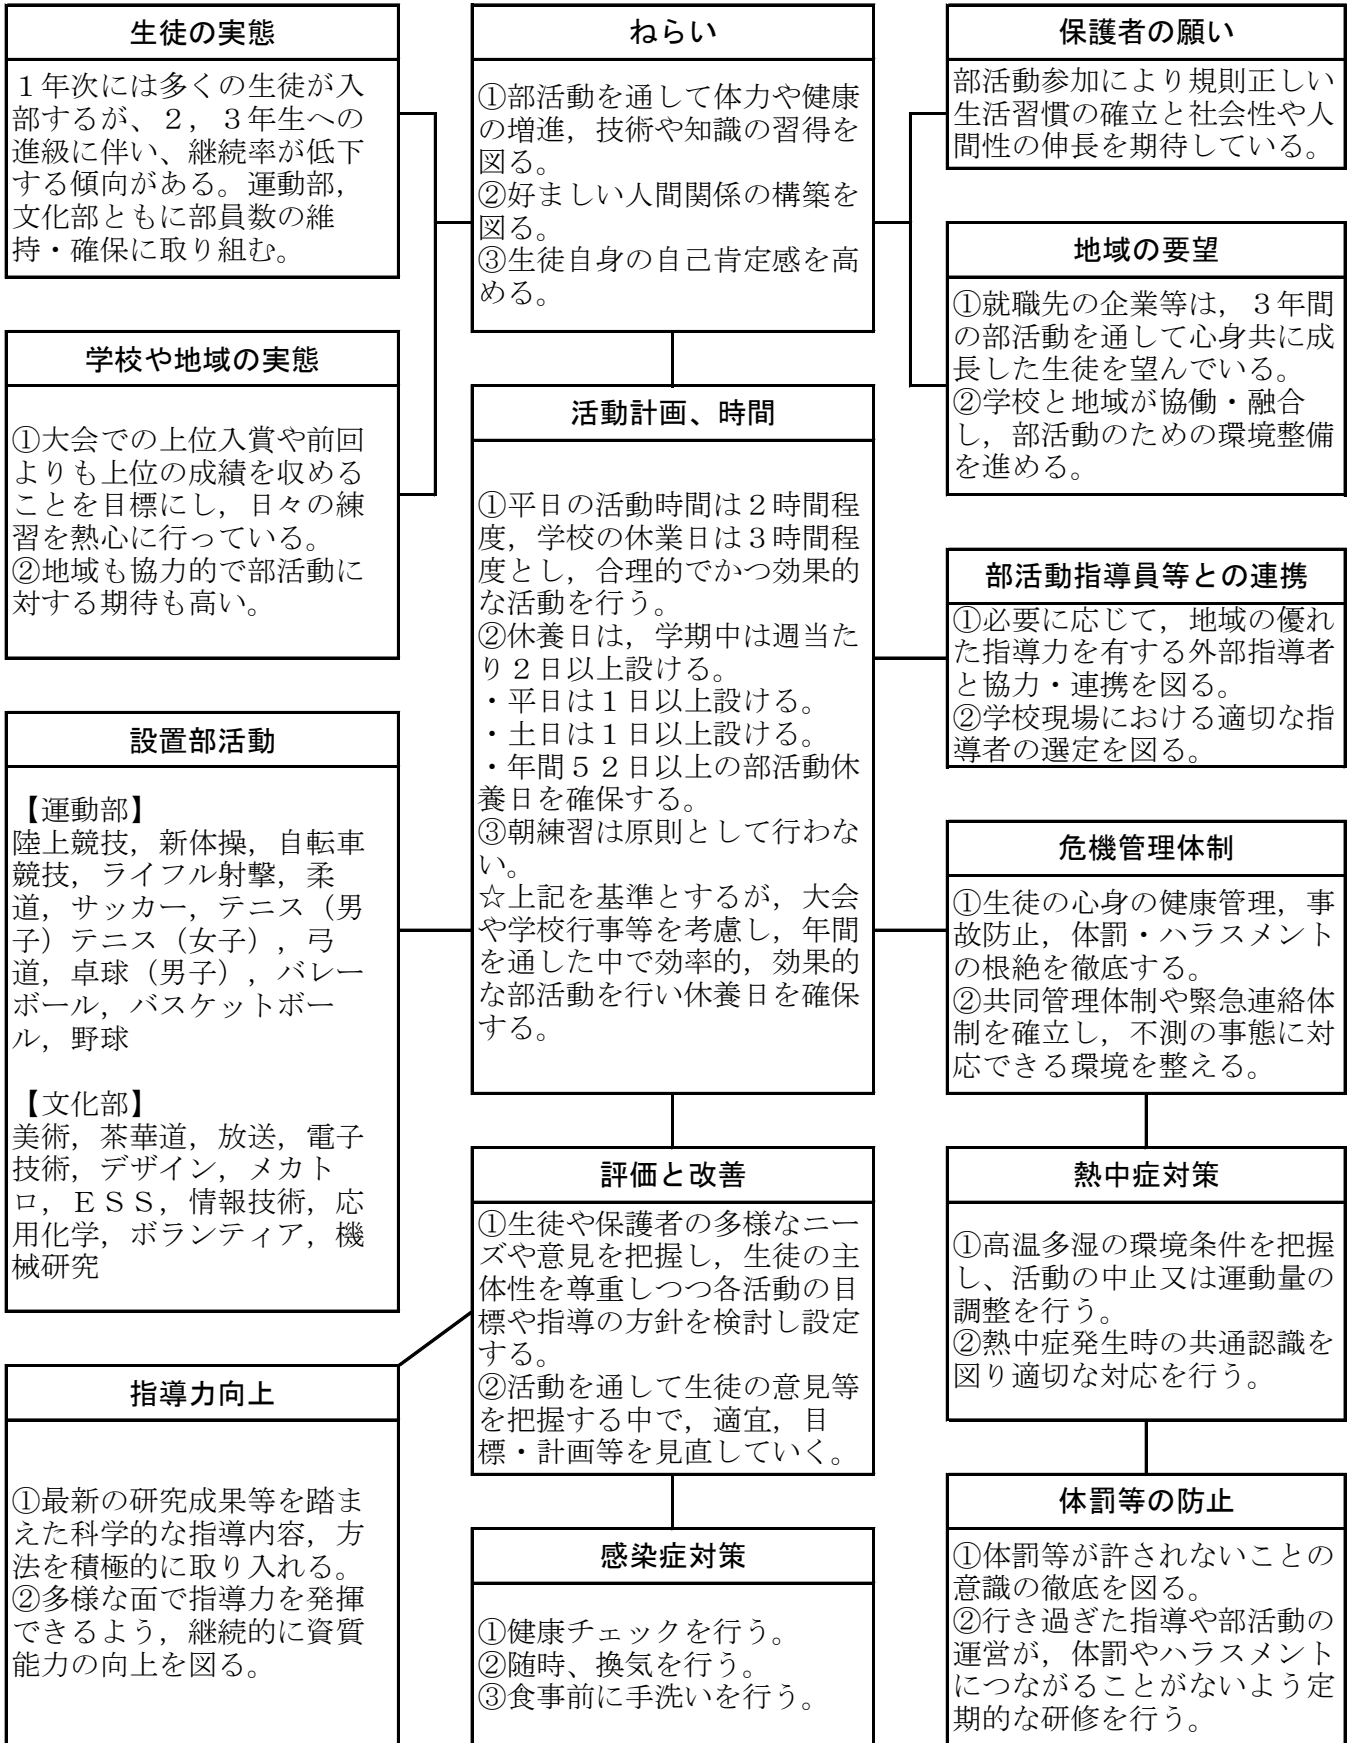 生徒の実態
１年次には多くの生徒が入
部するが、２，３年生への
進級に伴い、継続率が低下
する傾向がある。運動部，
文化部ともに部員数の維
持・確保に取り組む。
学校や地域の実態
①大会での上位入賞や前回
よりも上位の成績を収める
ことを目標にし，日々の練
習を熱心に行っている。
②地域も協力的で部活動に
対する期待も高い。
設置部活動
【運動部】
陸上競技，新体操，自転車
競技，ライフル射撃，柔
道，サッカー，テニス（男
子）テニス（女子），弓
道，卓球（男子），バレー
ボール，バスケットボー
ル，野球
【文化部】
美術，茶華道，放送，電子
技術，デザイン，メカト
ロ，ＥＳＳ，情報技術，応
用化学，ボランティア，機
械研究
指導力向上
①最新の研究成果等を踏ま
えた科学的な指導内容，方
法を積極的に取り入れる。
②多様な面で指導力を発揮
できるよう，継続的に資質
能力の向上を図る。
ねらい
①部活動を通して体力や健康
の増進，技術や知識の習得を
図る。
②好ましい人間関係の構築を
図る。
③生徒自身の自己肯定感を高
める。
活動計画、時間
①平日の活動時間は２時間程
度，学校の休業日は３時間程
度とし，合理的でかつ効果的
な活動を行う。
②休養日は，学期中は週当た
り２日以上設ける。
・平日は１日以上設ける。
・土日は１日以上設ける。
・年間５２日以上の部活動休
養日を確保する。
③朝練習は原則として行わな
い。
☆上記を基準とするが，大会
や学校行事等を考慮し，年間
を通した中で効率的，効果的
な部活動を行い休養日を確保
する。
評価と改善
①生徒や保護者の多様なニー
ズや意見を把握し，生徒の主
体性を尊重しつつ各活動の目
標や指導の方針を検討し設定
する。
②活動を通して生徒の意見等
を把握する中で，適宜，目
標・計画等を見直していく。
感染症対策
①健康チェックを行う。
②随時、換気を行う。
③食事前に手洗いを行う。
保護者の願い
部活動参加により規則正しい
生活習慣の確立と社会性や人
間性の伸長を期待している。
地域の要望
①就職先の企業等は，３年間
の部活動を通して心身共に成
長した生徒を望んでいる。
②学校と地域が協働・融合
し，部活動のための環境整備
を進める。
部活動指導員等との連携
①必要に応じて，地域の優れ
た指導力を有する外部指導者
と協力・連携を図る。
②学校現場における適切な指
導者の選定を図る。
危機管理体制
①生徒の心身の健康管理，事
故防止，体罰・ハラスメント
の根絶を徹底する。
②共同管理体制や緊急連絡体
制を確立し，不測の事態に対
応できる環境を整える。
熱中症対策
①高温多湿の環境条件を把握
し、活動の中止又は運動量の
調整を行う。
②熱中症発生時の共通認識を
図り適切な対応を行う。
体罰等の防止
①体罰等が許されないことの
意識の徹底を図る。
②行き過ぎた指導や部活動の
運営が，体罰やハラスメント
につながることがないよう定
期的な研修を行う。